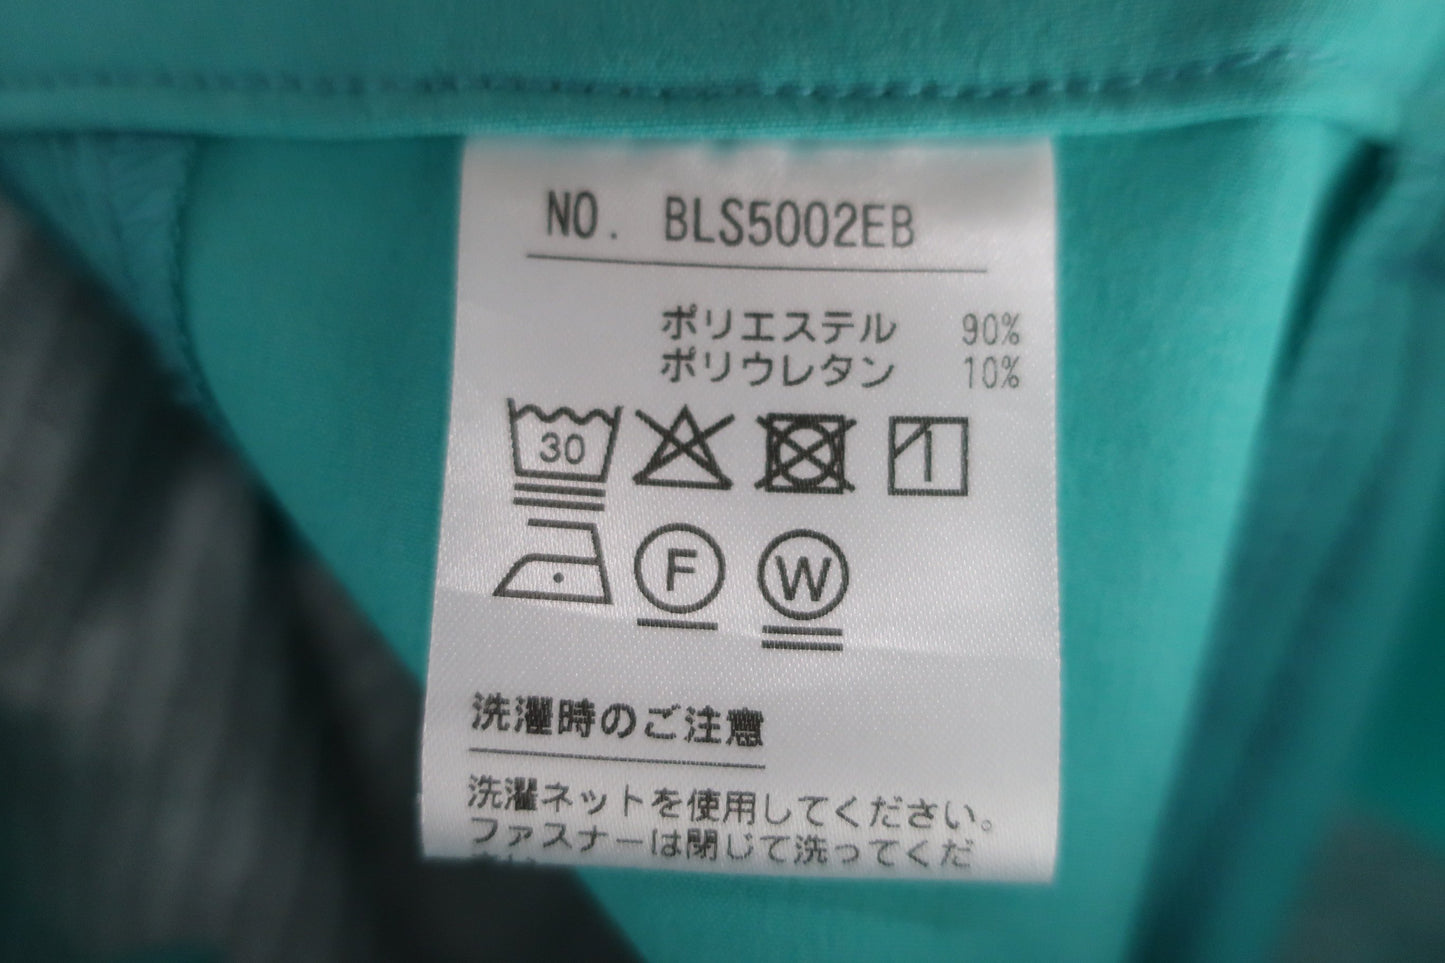 NO. BLS5002EB
ポリエステル 90%
ポリウレタン 10%
30
F W
洗濯時のご注意
洗濯ネットを使用してください。
ファスナーは閉じて洗ってくだ